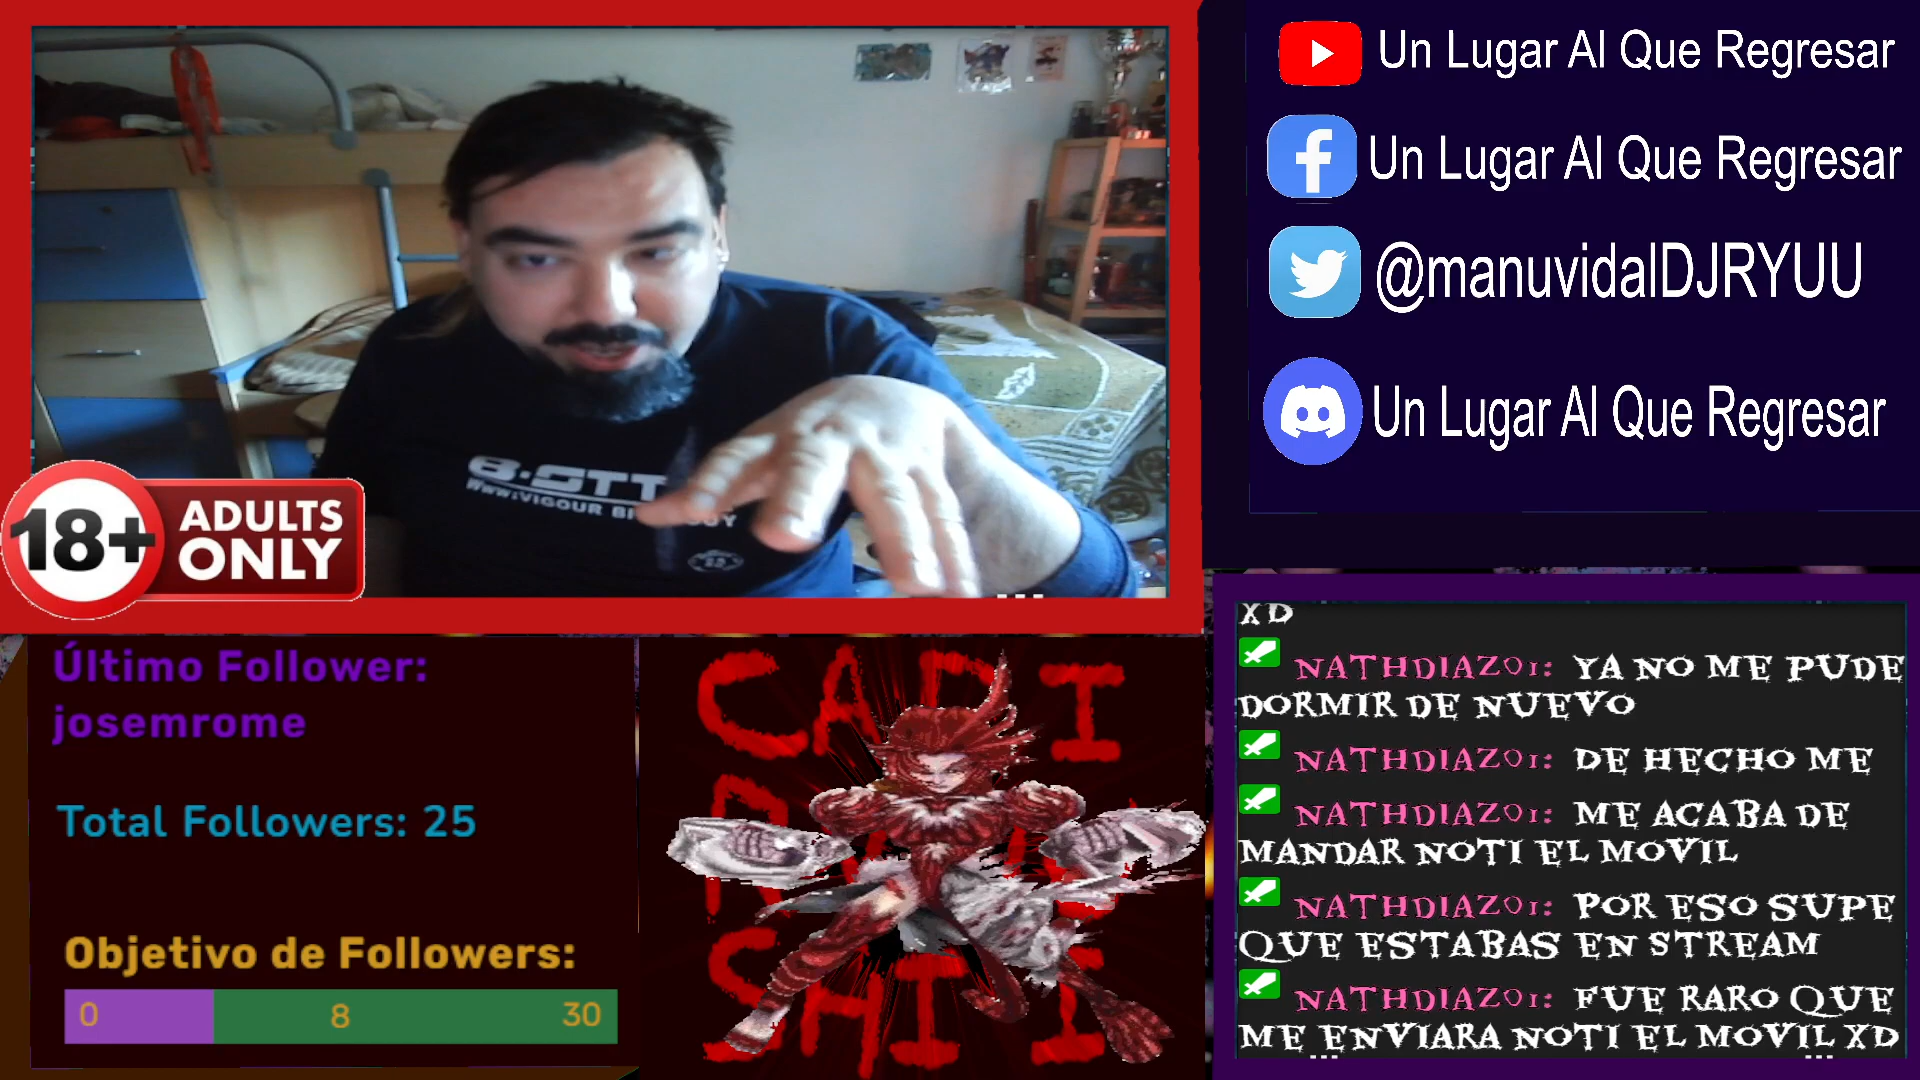 Un Lugar Al Que Regresar
Un Lugar Al Que Regresar
@manuvidalDJRYUU
Un Lugar Al Que Regresar
8·STT
18+ ADULTS
ONLY
Último Follower:
josemrome
Total Followers: 25
Objetivo de Followers:
0 8 30
XD
NATHDIAZ01: YA NO ME PUDE
DORMIR DE NUEVO
NATHDIAZ01: DE HECHO ME
NATHDIAZ01: ME ACABA DE
MANDAR NOTI EL MOVIL
NATHDIAZ01: POR ESO SUPE
QUE ESTABAS EN STREAM
NATHDIAZ01: FUE RARO QUE
ME ENVIARA NOTI EL MOVIL XD